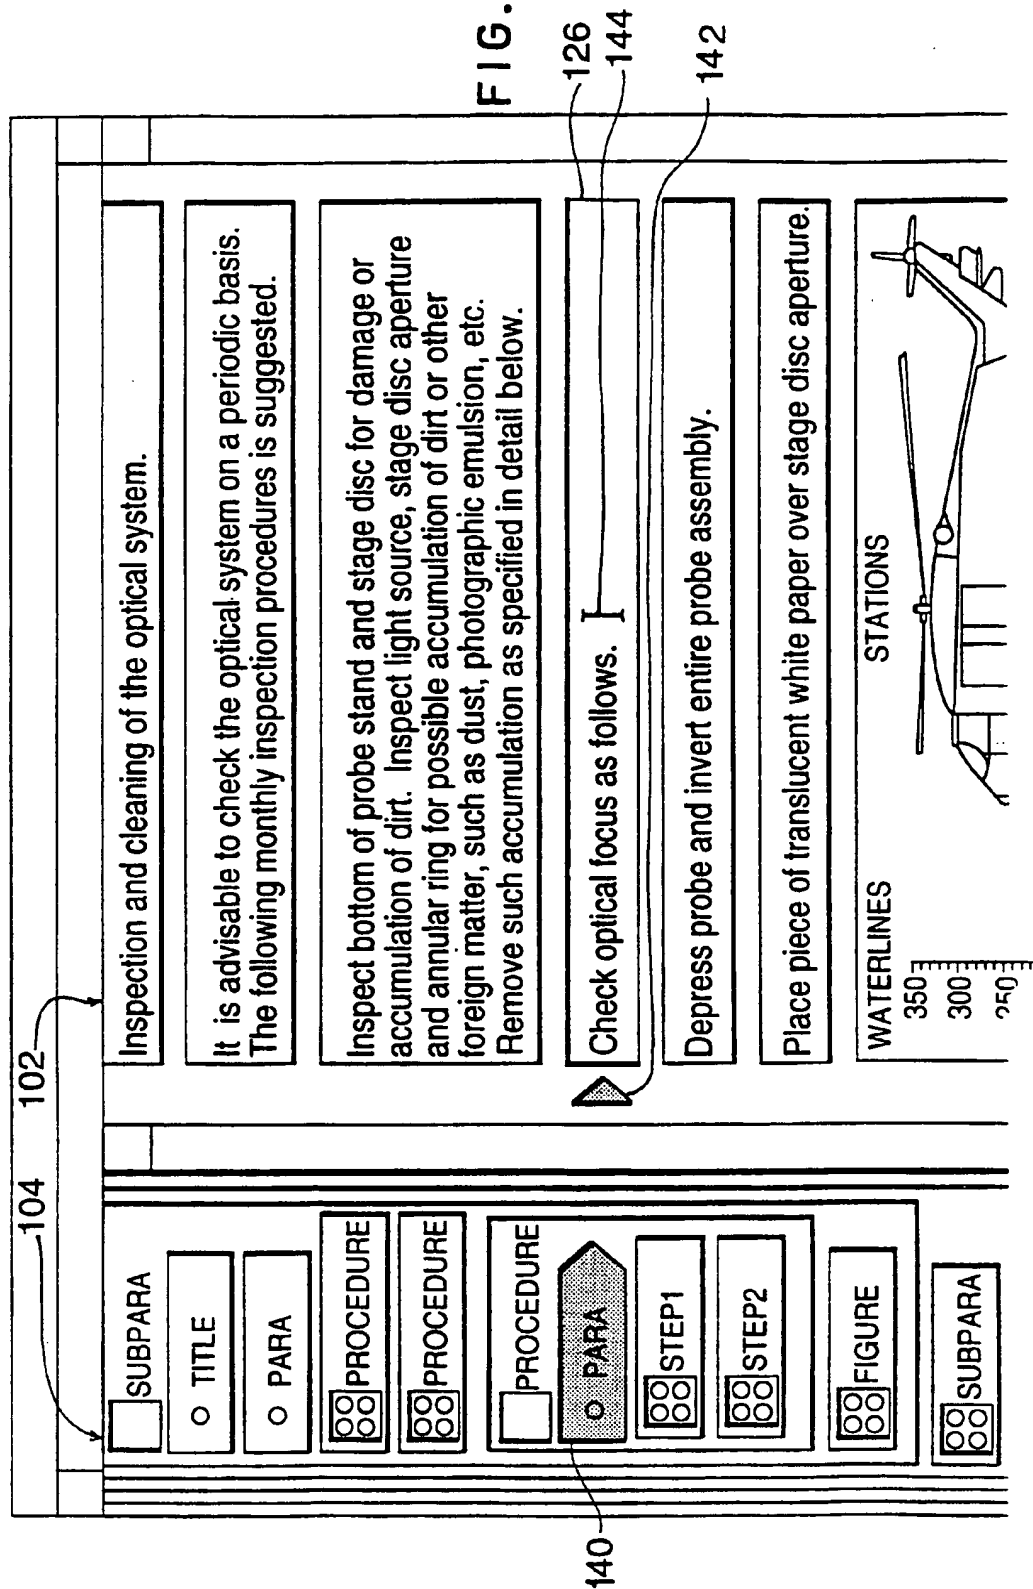 FIG.
104
102
SUBPARA
TITLE
PARA
PROCEDURE
PROCEDURE
PROCEDURE
PARA
STEP1
STEP2
FIGURE
SUBPARA
140
Inspection and cleaning of the optical system.
It is advisable to check the optical system on a periodic basis.
The following monthly inspection procedures is suggested.
Inspect bottom of probe stand and stage disc for damage or
accumulation of dirt. Inspect light source, stage disc aperture
and annular ring for possible accumulation of dirt or other
foreign matter, such as dust, photographic emulsion, etc.
Remove such accumulation as specified in detail below.
Check optical focus as follows.
Depress probe and invert entire probe assembly.
Place piece of translucent white paper over stage disc aperture.
WATERLINES
STATIONS
350
300
250
126
144
142